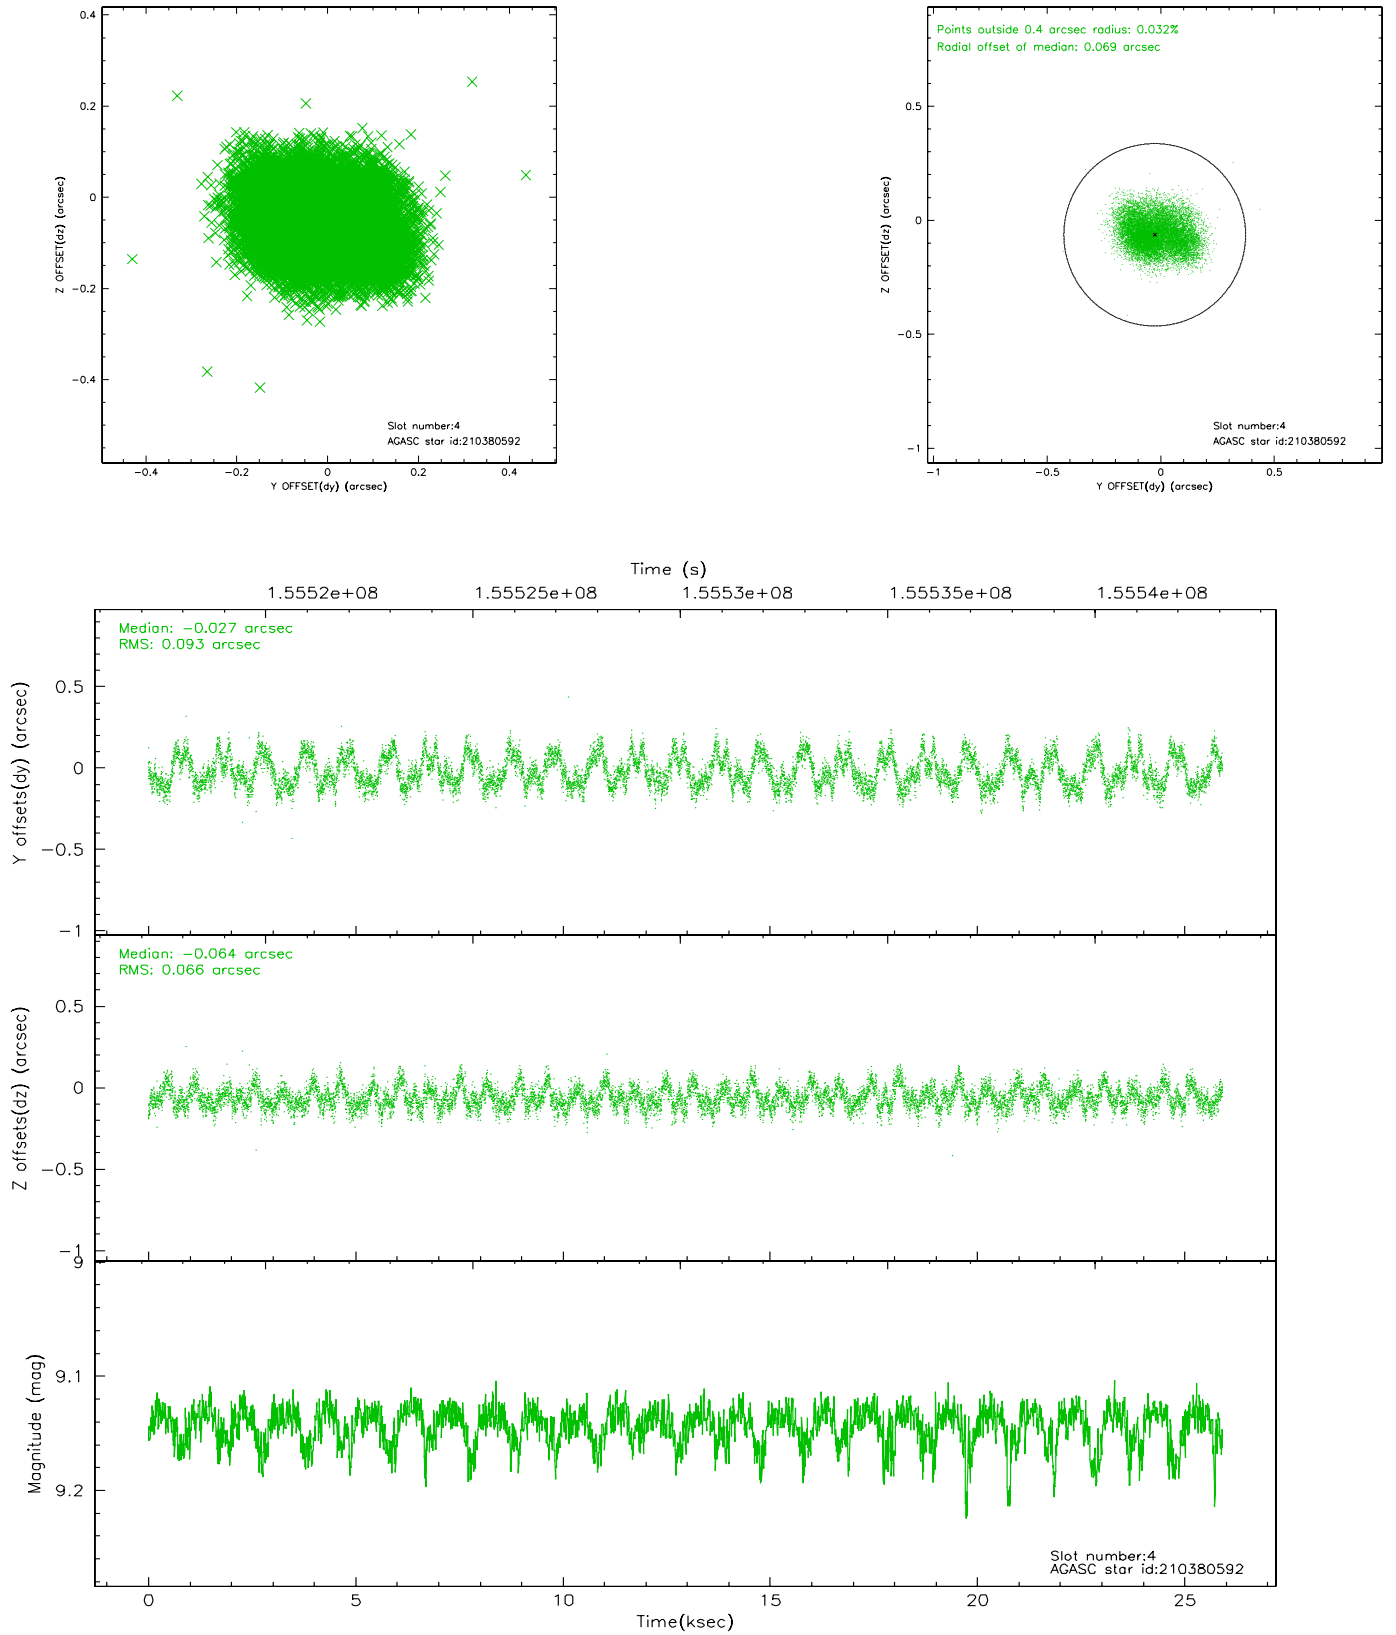 0.4
0.2
0
−0.2
−0.4
Z OFFSET(dz) (arcsec)
Slot number:4
AGASC star id:210380592
−0.4 −0.2 0 0.2 0.4
Y OFFSET(dy) (arcsec)
Points outside 0.4 arcsec radius: 0.032%
Radial offset of median: 0.069 arcsec
0.5
0
−0.5
−1
Z OFFSET(dz) (arcsec)
Slot number:4
AGASC star id:210380592
−1 −0.5 0 0.5
Y OFFSET(dy) (arcsec)
Time (s)
1.5552e+08 1.55525e+08 1.5553e+08 1.55535e+08 1.5554e+08
Median: −0.027 arcsec
RMS: 0.093 arcsec
0.5
0
−0.5
−1
Y offsets(dy) (arcsec)
Median: −0.064 arcsec
RMS: 0.066 arcsec
0.5
0
−0.5
−1
Z offsets(dz) (arcsec)
9
9.1
9.2
Magnitude (mag)
Slot number:4
AGASC star id:210380592
0 5 10 15 20 25
Time(ksec)